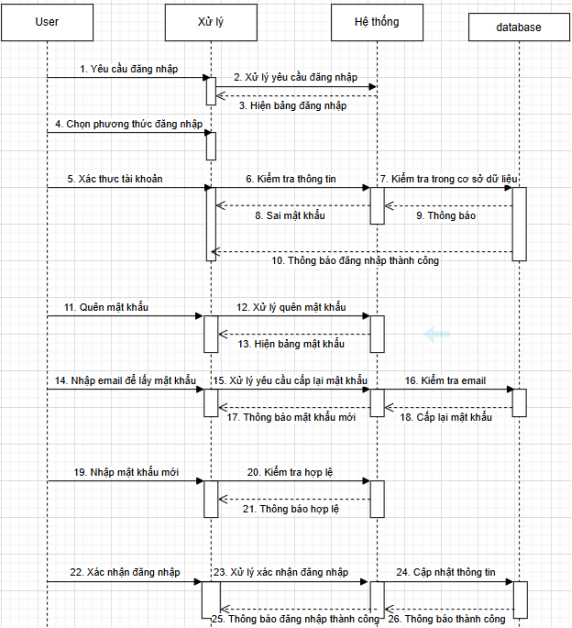 User
Xử lý
Hệ thống
database
1. Yêu cầu đăng nhập
2. Xử lý yêu cầu đăng nhập
3. Hiện bảng đăng nhập
4. Chọn phương thức đăng nhập
5. Xác thực tài khoản
6. Kiểm tra thông tin
7. Kiểm tra trong cơ sở dữ liệu
8. Sai mật khẩu
9. Thông báo
10. Thông báo đăng nhập thành công
11. Quên mật khẩu
12. Xử lý quên mật khẩu
13. Hiện bảng mật khẩu
14. Nhập email để lấy mật khẩu
15. Xử lý yêu cầu cấp lại mật khẩu
16. Kiểm tra email
17. Thông báo mật khẩu mới
18. Cấp lại mật khẩu
19. Nhập mật khẩu mới
20. Kiểm tra hợp lệ
21. Thông báo hợp lệ
22. Xác nhận đăng nhập
23. Xử lý xác nhận đăng nhập
24. Cập nhật thông tin
25. Thông báo đăng nhập thành công
26. Thông báo thành công